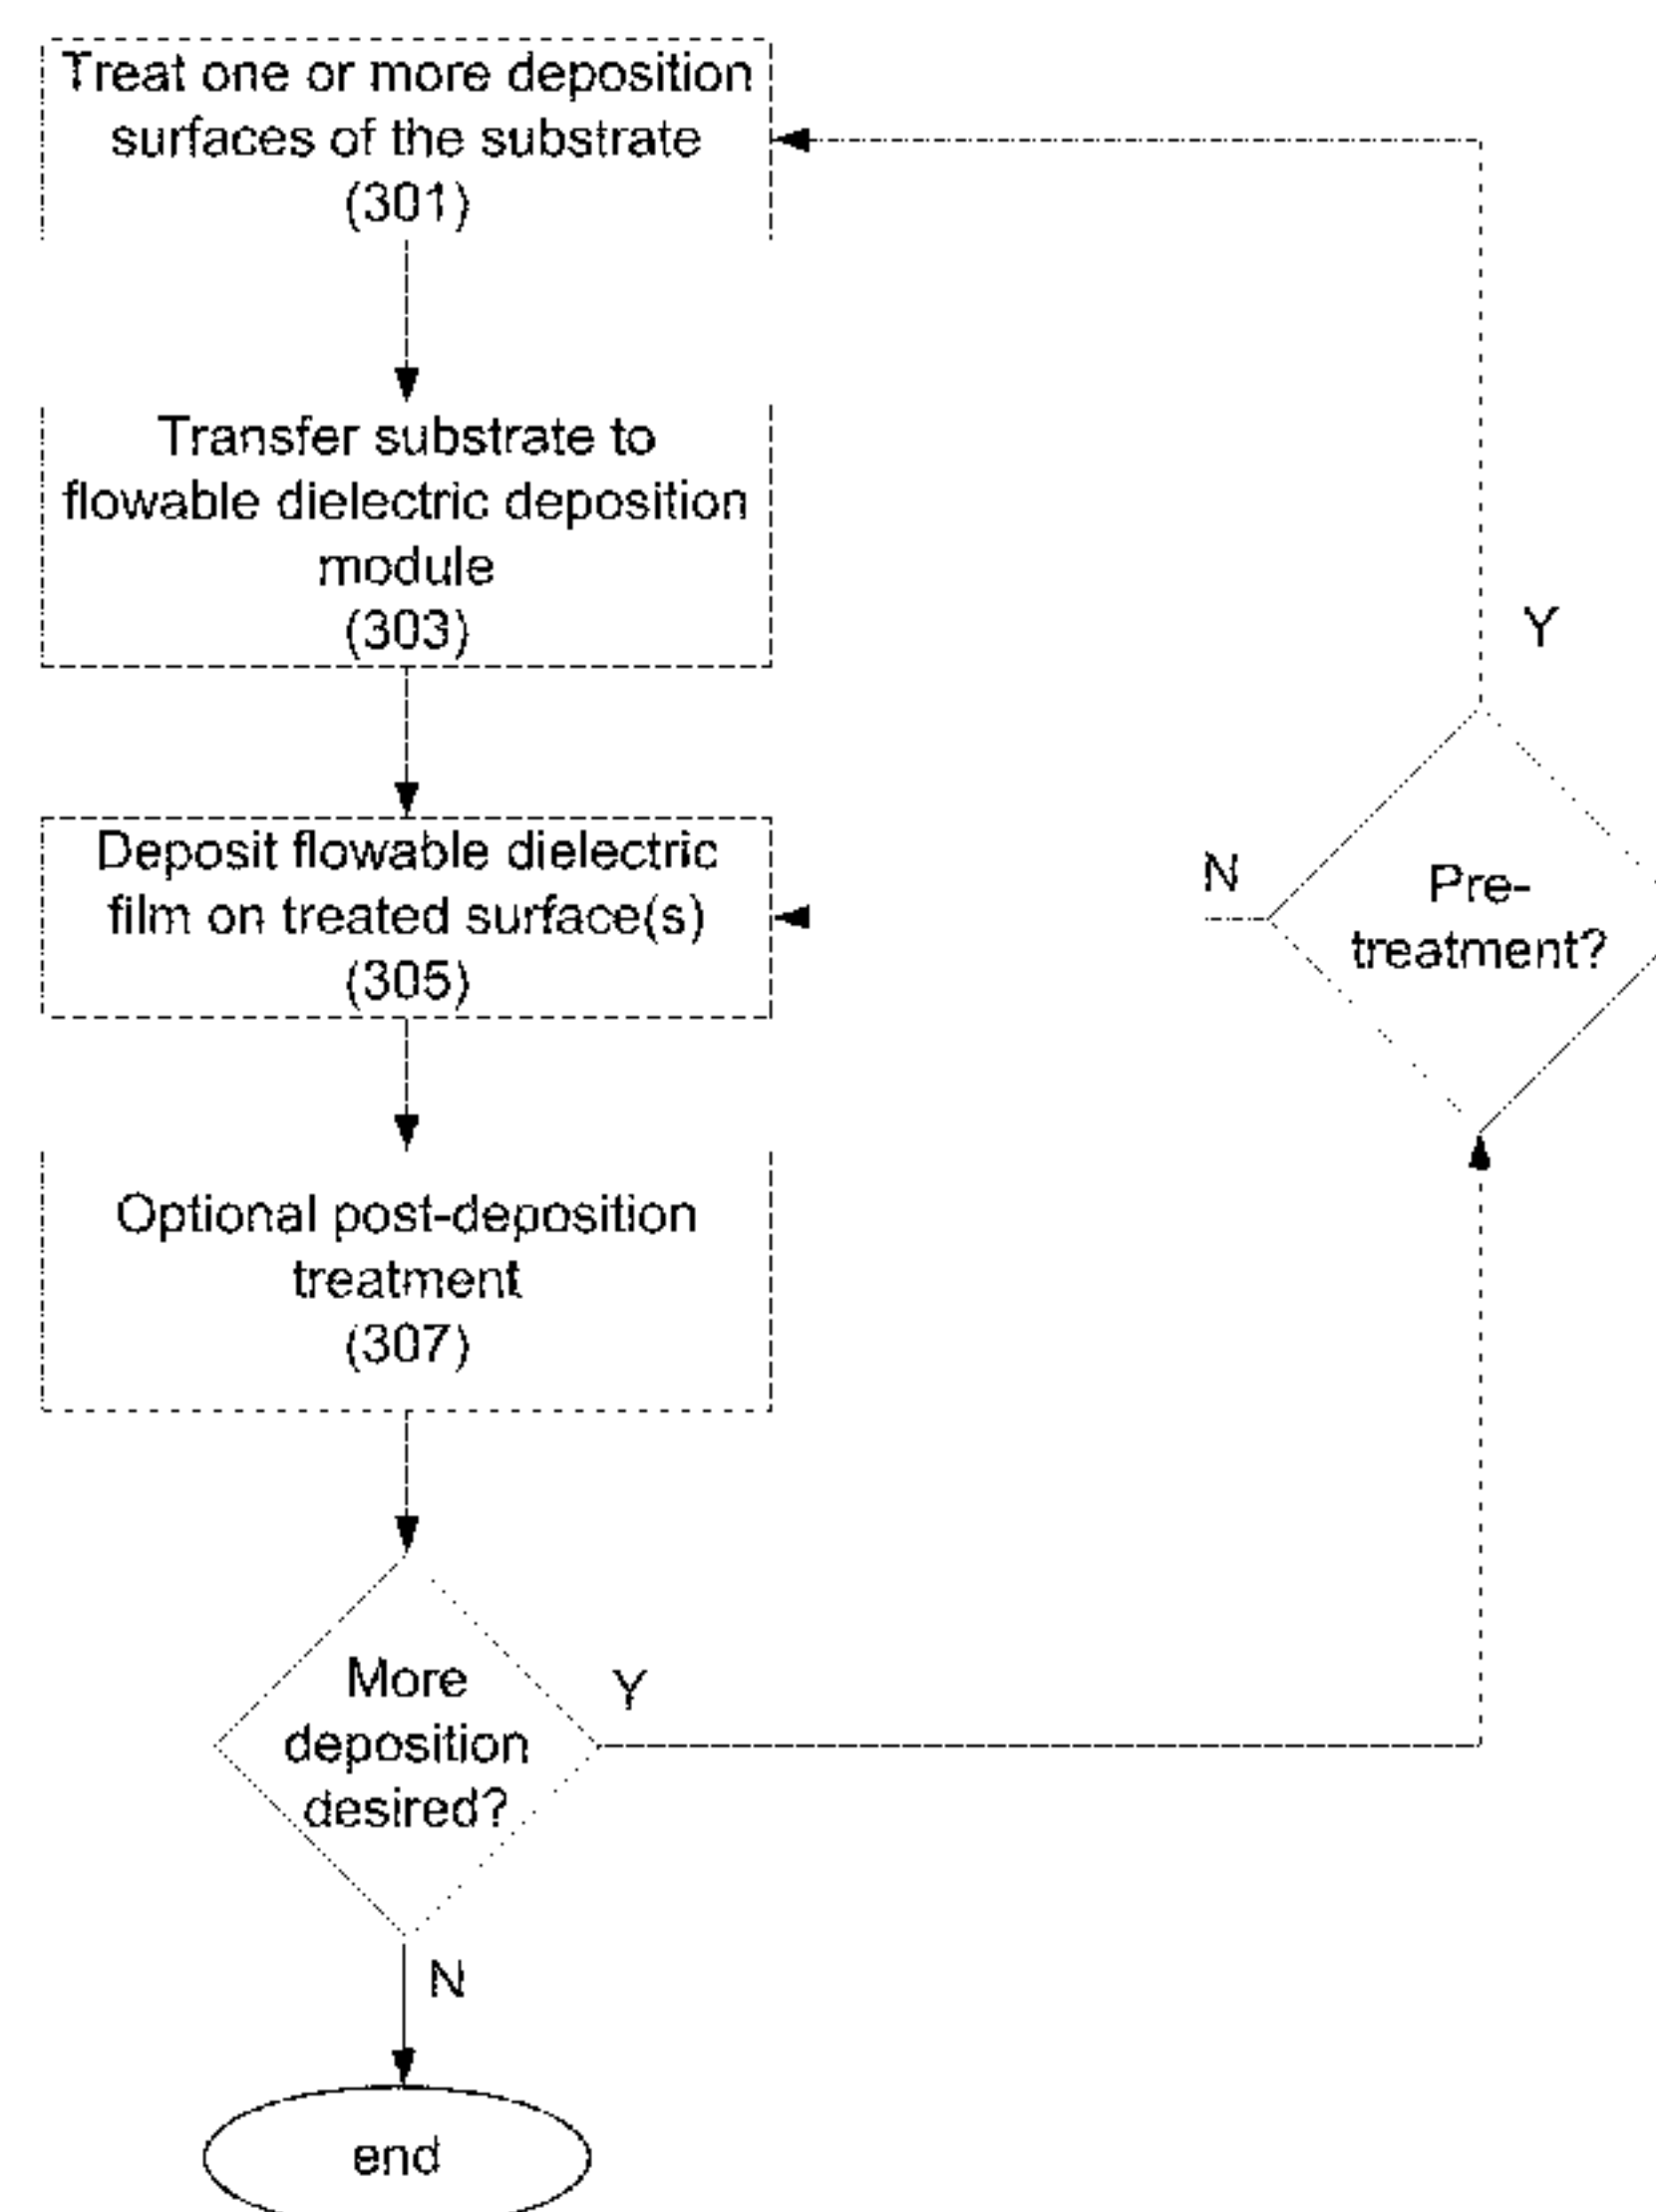 Treat one or more deposition
surfaces of the substrate
(301)
Transfer substrate to
flowable dielectric deposition
module
(303)
Y
Deposit flowable dielectric
film on treated surface(s)
(305)
N
Pre-
treatment?
Optional post-deposition
treatment
(307)
More
deposition
desired?
Y
N
end